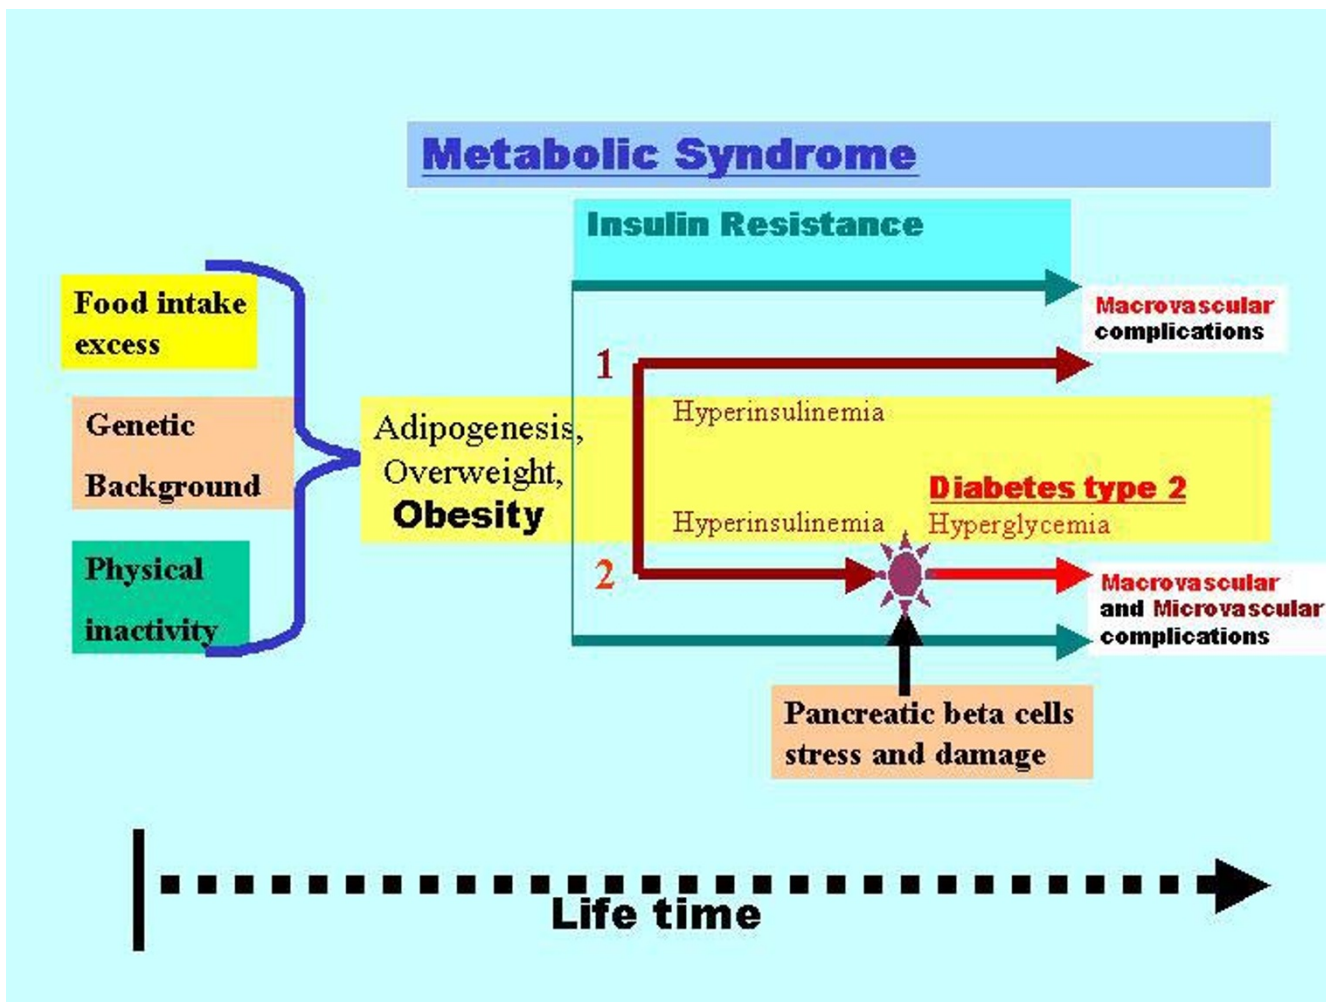 Metabolic Syndrome
Insulin Resistance
Food intake
excess
Genetic
Background
Physical
inactivity
Adipogenesis,
Overweight,
Obesity
1
Hyperinsulinemia
Macrovascular
complications
2
Hyperinsulinemia
Diabetes type 2
Hyperglycemia
Macrovascular
and Microvascular
complications
Pancreatic beta cells
stress and damage
Life time